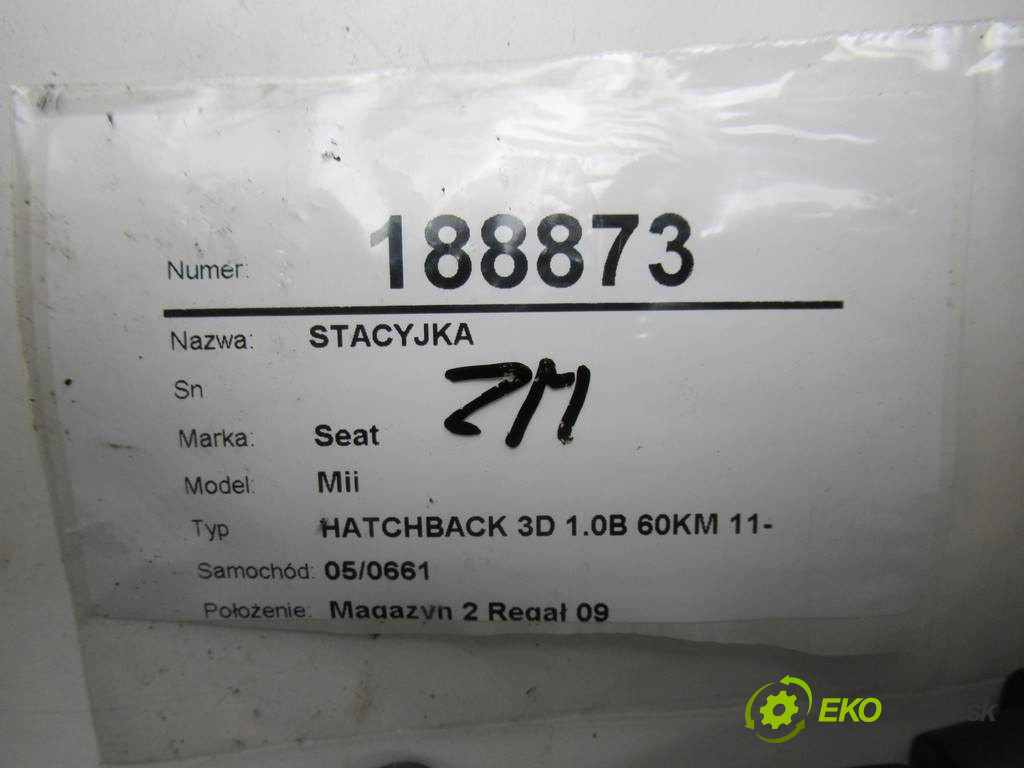 Numer: 188873
Nazwa: STACYJKA
Sn
ZM
Marka: Seat
Model: Mii
Typ HATCHBACK 3D 1.0B 60KM 11-
Samochód: 05/0661
Położenie: Magazyn 2 Regał 09
EKO